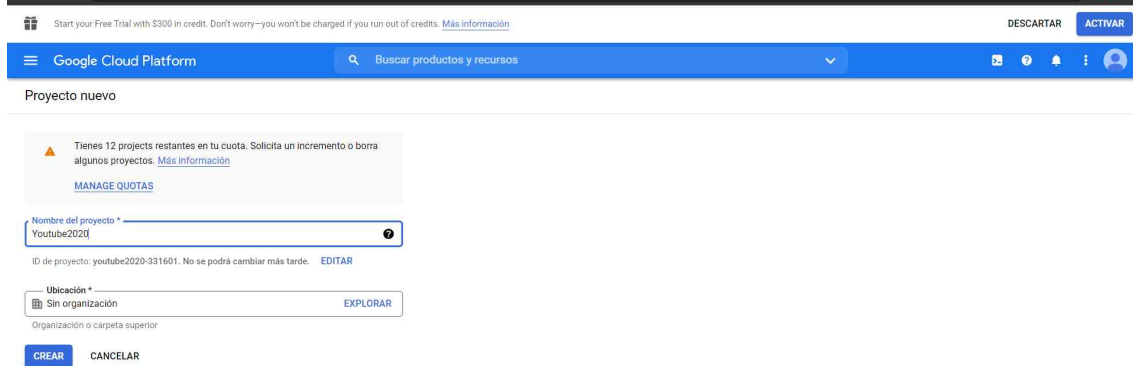 Start your Free Trial with $300 in credit. Don't worry—you won't be charged if you run out of credits. Más información
DESCARTAR
ACTIVAR
Google Cloud Platform
Buscar productos y recursos
Proyecto nuevo
Tienes 12 projects restantes en tu cuota. Solicita un incremento o borra
algunos proyectos. Más información
MANAGE QUOTAS
Nombre del proyecto *
Youtube2020
ID de proyecto: youtube2020-331601. No se podrá cambiar más tarde. EDITAR
Ubicación *
Sin organización EXPLORAR
Organización o carpeta superior
CREAR CANCELAR